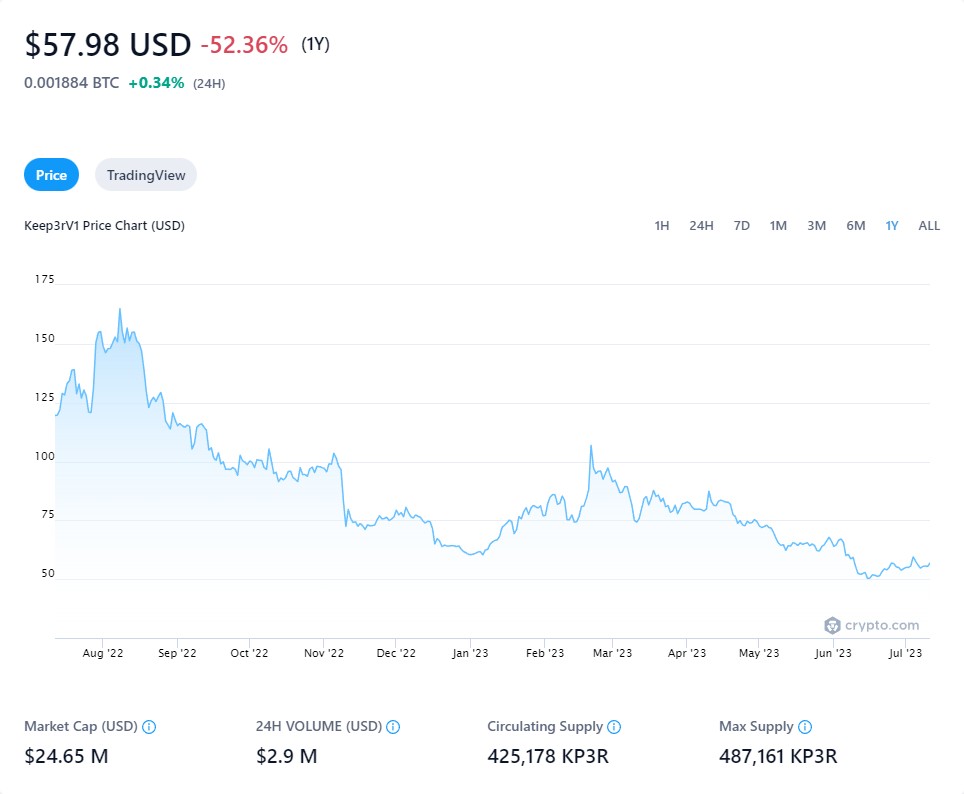 $57.98 USD -52.36% (1Y)
0.001884 BTC +0.34% (24H)
Price TradingView
Keep3rV1 Price Chart (USD) 1H 24H 7D 1M 3M 6M 1Y ALL
175
150
125
100
75
50
crypto.com
Aug '22 Sep '22 Oct '22 Nov '22 Dec '22 Jan '23 Feb '23 Mar '23 Apr '23 May '23 Jun '23 Jul '23
Market Cap (USD) 24H VOLUME (USD) Circulating Supply Max Supply
$24.65 M $2.9 M 425,178 KP3R 487,161 KP3R